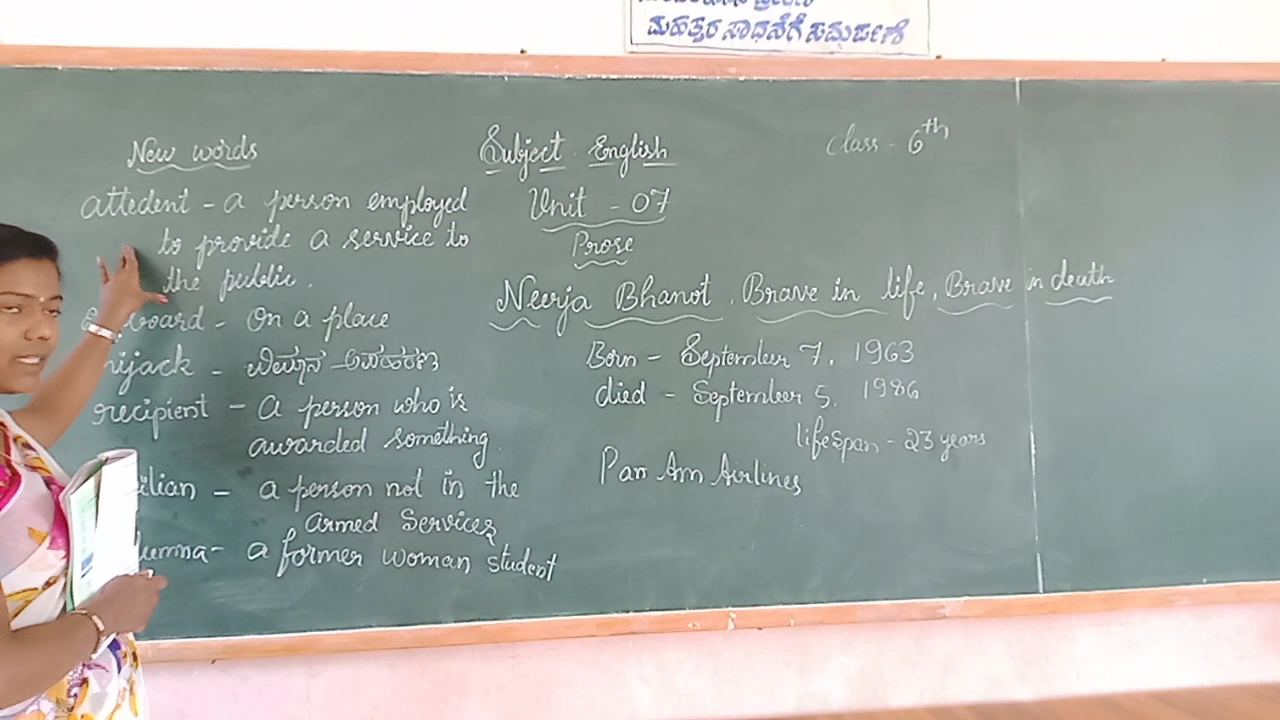 ಮಹತ್ತರ ಸಾಧನೆಗೆ ಸಮರ್ಪಣೆ
New words
attedent - a person employed
to provide a service to
the public.
board - On a place
hijack - ವಿಮಾನ ಅಪಹರಣ
recipient - a person who is
awarded something.
ilian - a person not in the
armed Services
umna - a former woman student
Subject English
Class - 6th
Unit - 07
Prose
Neerja Bhanot, Brave in life, Brave in death
Born - September 7, 1963
died - September 5, 1986
lifespan - 23 years
Pan Am Airlines